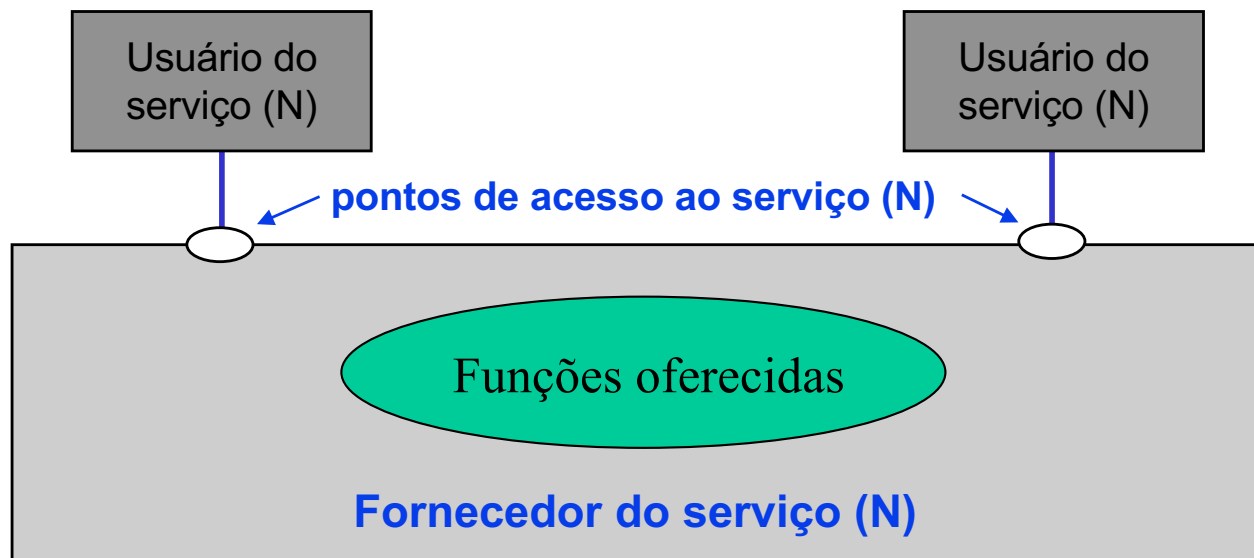 Usuário do
serviço (N)
Usuário do
serviço (N)
pontos de acesso ao serviço (N)
Funções oferecidas
Fornecedor do serviço (N)